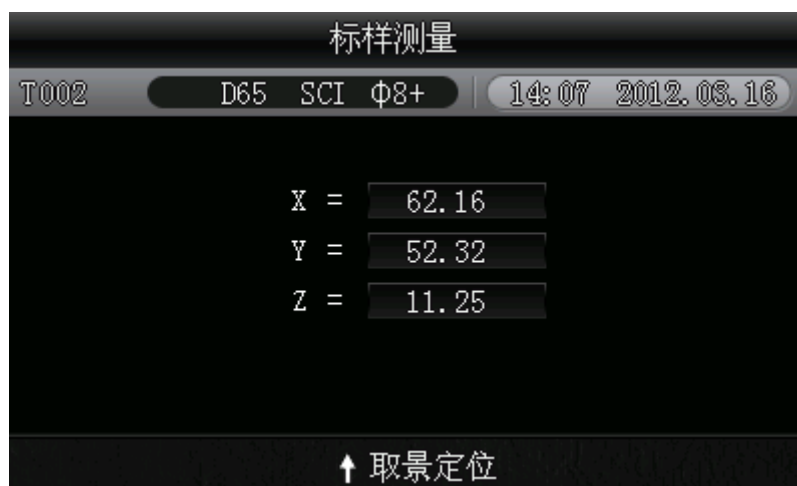 标样测量
T002 D65 SCI Φ8+ 14:07 2012.03.16
X = 62.16
Y = 52.32
Z = 11.25
↑ 取景定位